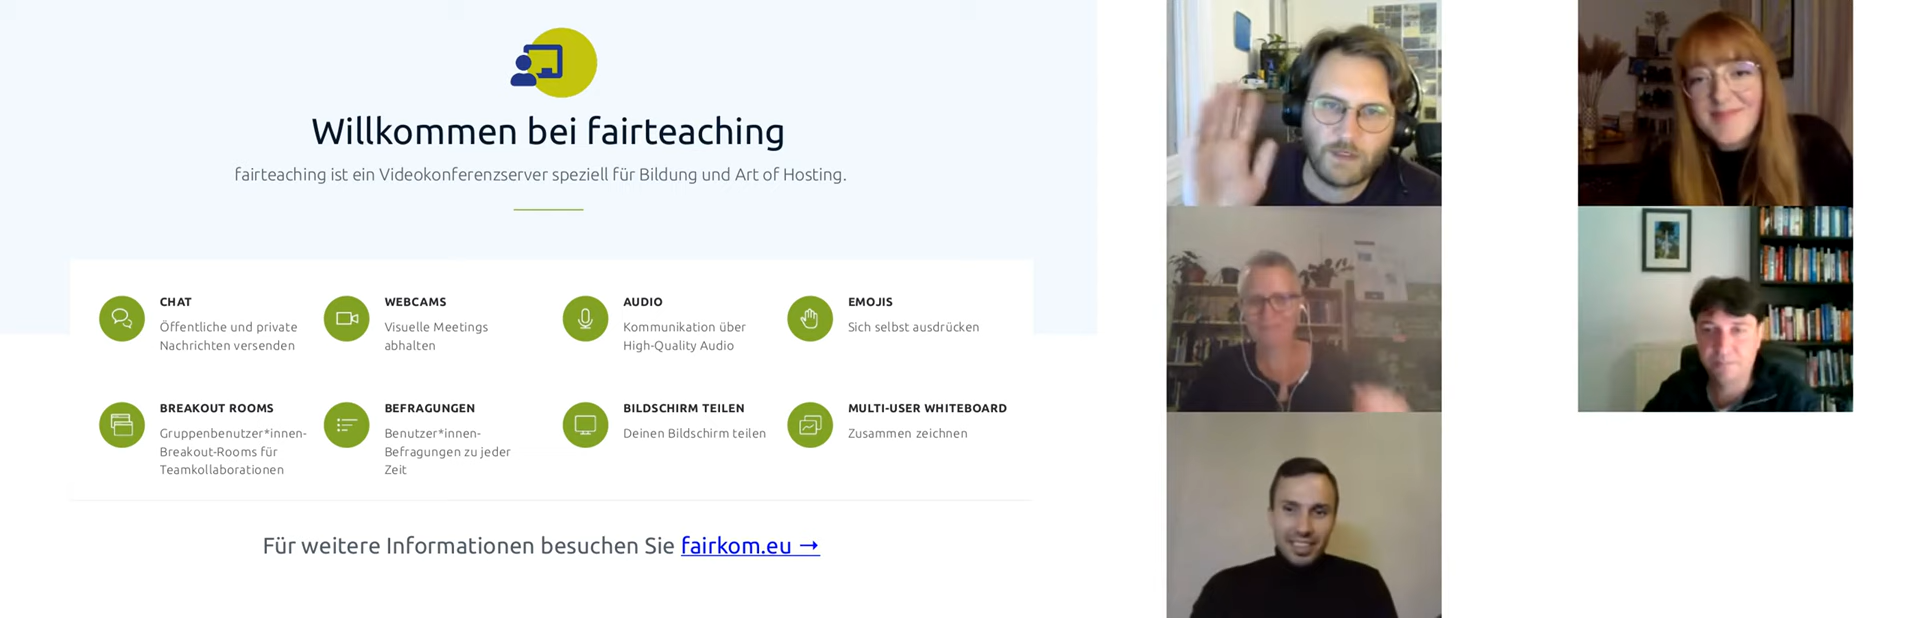 Willkommen bei fairteaching
fairteaching ist ein Videokonferenzserver speziell für Bildung und Art of Hosting.
CHAT
Öffentliche und private
Nachrichten versenden
WEBCAMS
Visuelle Meetings
abhalten
AUDIO
Kommunikation über
High-Quality Audio
EMOJIS
Sich selbst ausdrücken
BREAKOUT ROOMS
Gruppenbenutzer*innen-
Breakout-Rooms für
Teamkollaborationen
BEFRAGUNGEN
Benutzer*innen-
Befragungen zu jeder
Zeit
BILDSCHIRM TEILEN
Deinen Bildschirm teilen
MULTI-USER WHITEBOARD
Zusammen zeichnen
Für weitere Informationen besuchen Sie fairkom.eu →